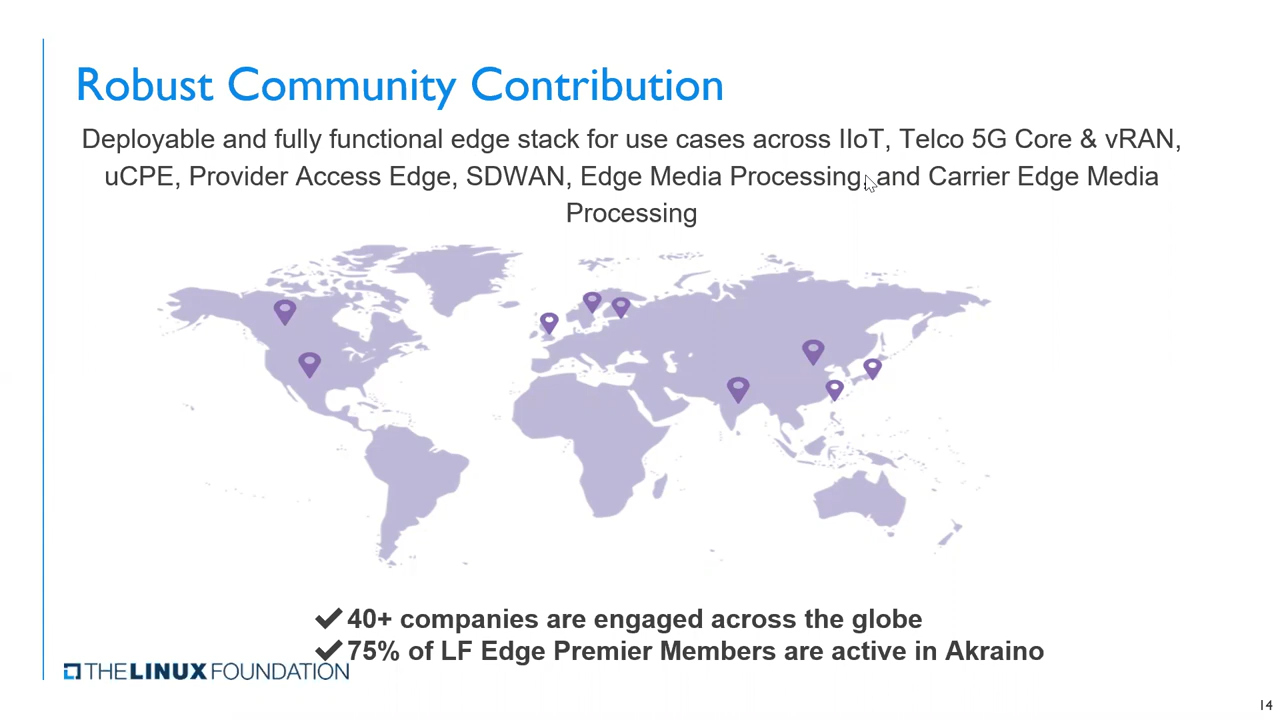 Robust Community Contribution
Deployable and fully functional edge stack for use cases across IIoT, Telco 5G Core & vRAN,
uCPE, Provider Access Edge, SDWAN, Edge Media Processing, and Carrier Edge Media
Processing
40+ companies are engaged across the globe
75% of LF Edge Premier Members are active in Akraino
THE LINUX FOUNDATION
14